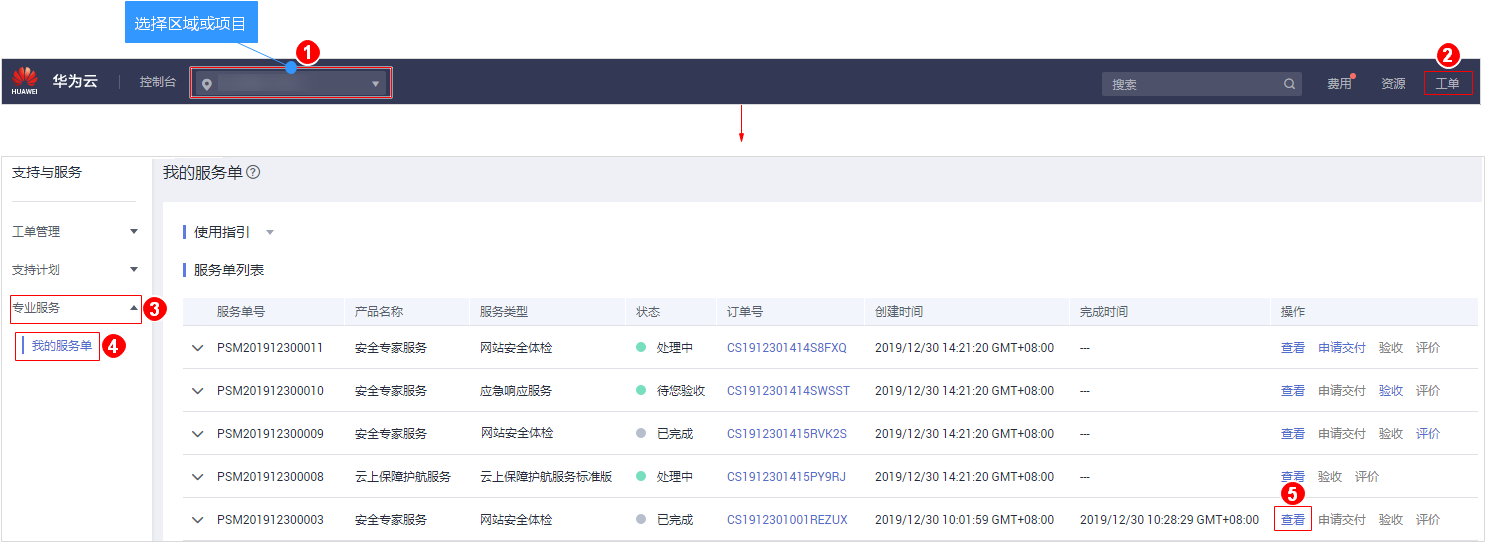 选择区域或项目
1
2
HUAWEI 华为云 控制台 搜索 费用 资源 工单
支持与服务
我的服务单?
工单管理
支持计划
专业服务 3
我的服务单 4
使用指引
服务单列表
服务单号 产品名称 服务类型 状态 订单号 创建时间 完成时间 操作
PSM201912300011 安全专家服务 网站安全体检 处理中 CS1912301414S8FXQ 2019/12/30 14:21:20 GMT+08:00 --- 查看 申请交付 验收 评价
PSM201912300010 安全专家服务 应急响应服务 待您验收 CS1912301414SWSST 2019/12/30 14:21:20 GMT+08:00 --- 查看 申请交付 验收 评价
PSM201912300009 安全专家服务 网站安全体检 已完成 CS1912301415RVK2S 2019/12/30 14:21:20 GMT+08:00 --- 查看 申请交付 验收 评价
PSM201912300008 云上保障护航服务 云上保障护航服务标准版 处理中 CS1912301415PY9RJ 2019/12/30 14:21:20 GMT+08:00 --- 查看 验收 评价
5
PSM201912300003 安全专家服务 网站安全体检 已完成 CS1912301001REZUX 2019/12/30 10:01:59 GMT+08:00 2019/12/30 10:28:29 GMT+08:00 查看 申请交付 验收 评价